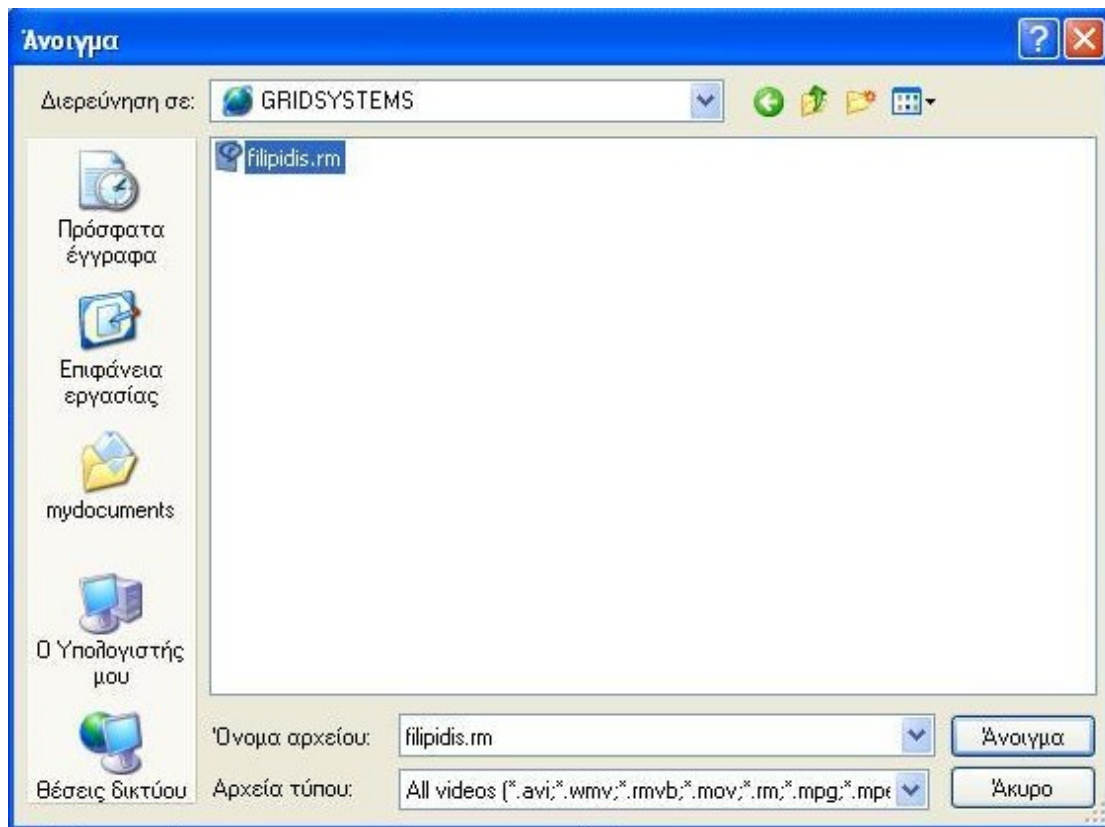 Άνοιγμα
Διερεύνηση σε: GRIDSYSTEMS
filipidis.rm
Πρόσφατα
έγγραφα
Επιφάνεια
εργασίας
mydocuments
Ο Υπολογιστής
μου
Θέσεις δικτύου
Όνομα αρχείου: filipidis.rm Άνοιγμα
Αρχεία τύπου: All videos (*.avi;*.wmv;*.rmvb;*.mov;*.rm;*.mpg;*.mpe Άκυρο